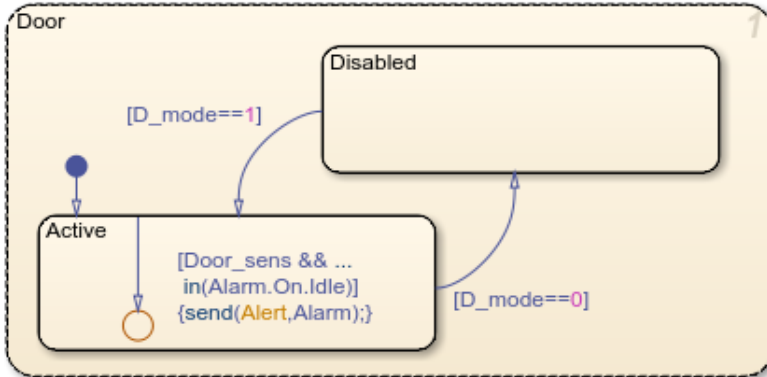 Door
1
Disabled
[D_mode==1]
Active
[Door_sens && ...
in(Alarm.On.Idle)]
{send(Alert,Alarm);}
[D_mode==0]